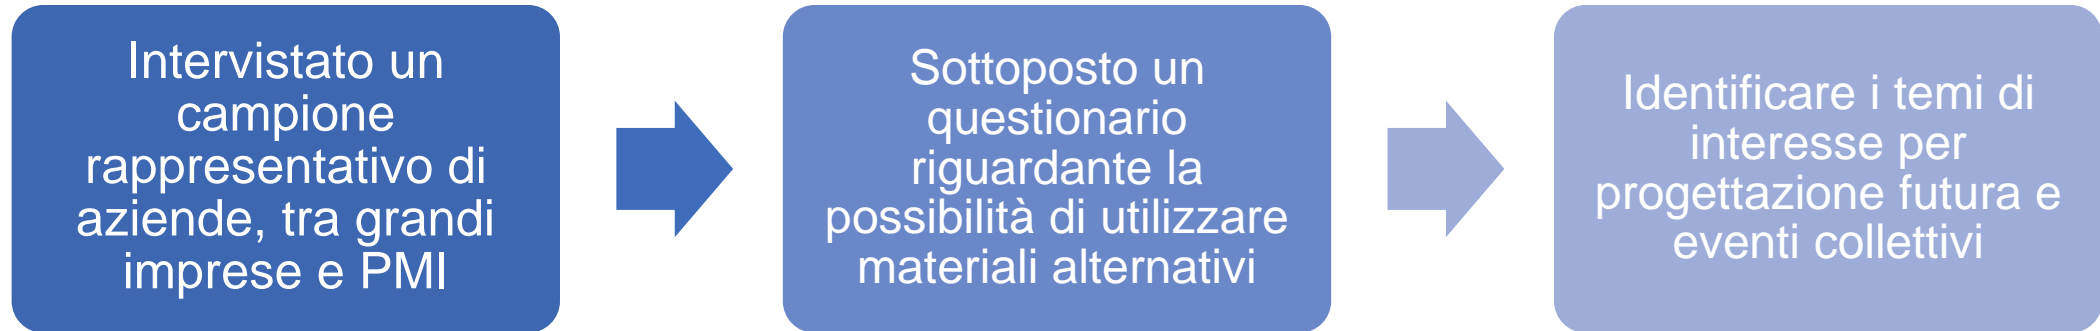 Intervistato un
campione
rappresentativo di
aziende, tra grandi
imprese e PMI
Sottoposto un
questionario
riguardante la
possibilità di utilizzare
materiali alternativi
Identificare i temi di
interesse per
progettazione futura e
eventi collettivi